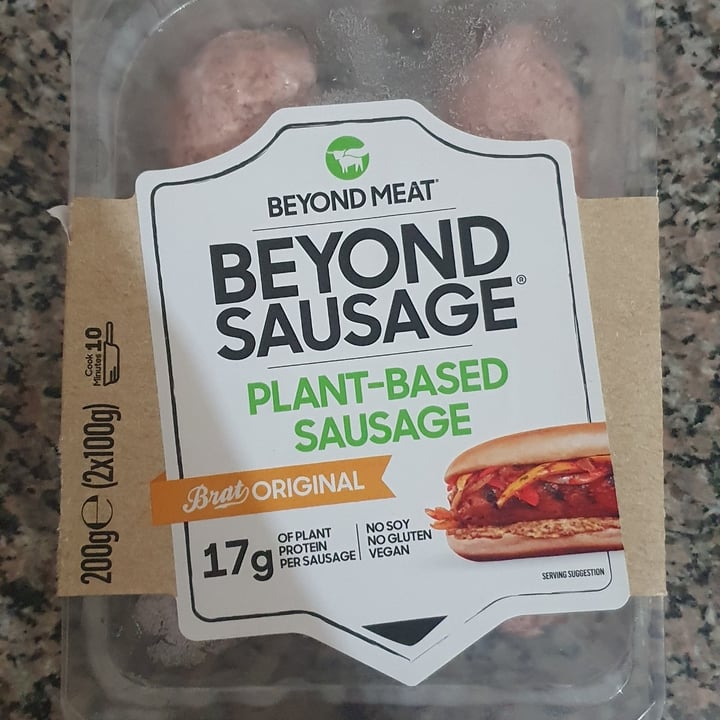 BEYOND MEAT®
BEYOND
SAUSAGE®
PLANT-BASED
SAUSAGE
Brat ORIGINAL
17g
OF PLANT
PROTEIN
PER SAUSAGE
NO SOY
NO GLUTEN
VEGAN
SERVING SUGGESTION
Cook 10
Minutes
200g℮ (2x100g)